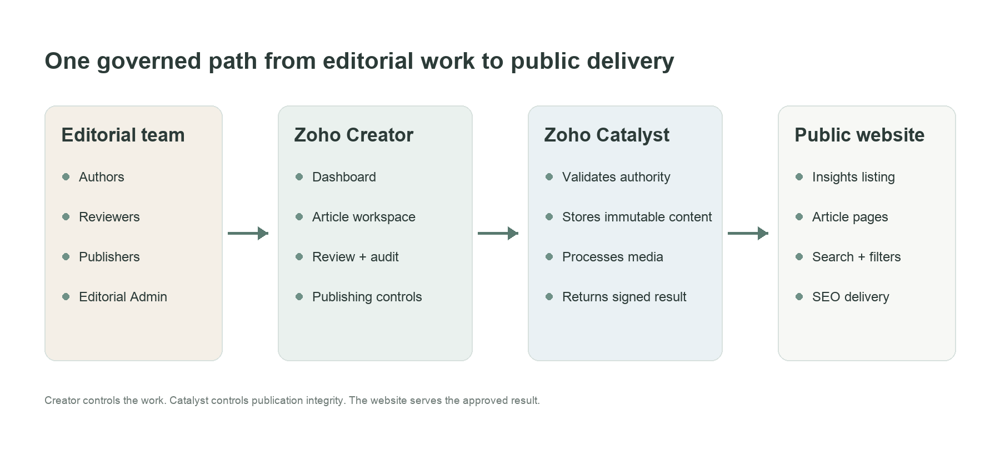 One governed path from editorial work to public delivery
Editorial team
Authors
Reviewers
Publishers
Editorial Admin
Zoho Creator
Dashboard
Article workspace
Review + audit
Publishing controls
Zoho Catalyst
Validates authority
Stores immutable content
Processes media
Returns signed result
Public website
Insights listing
Article pages
Search + filters
SEO delivery
Creator controls the work. Catalyst controls publication integrity. The website serves the approved result.